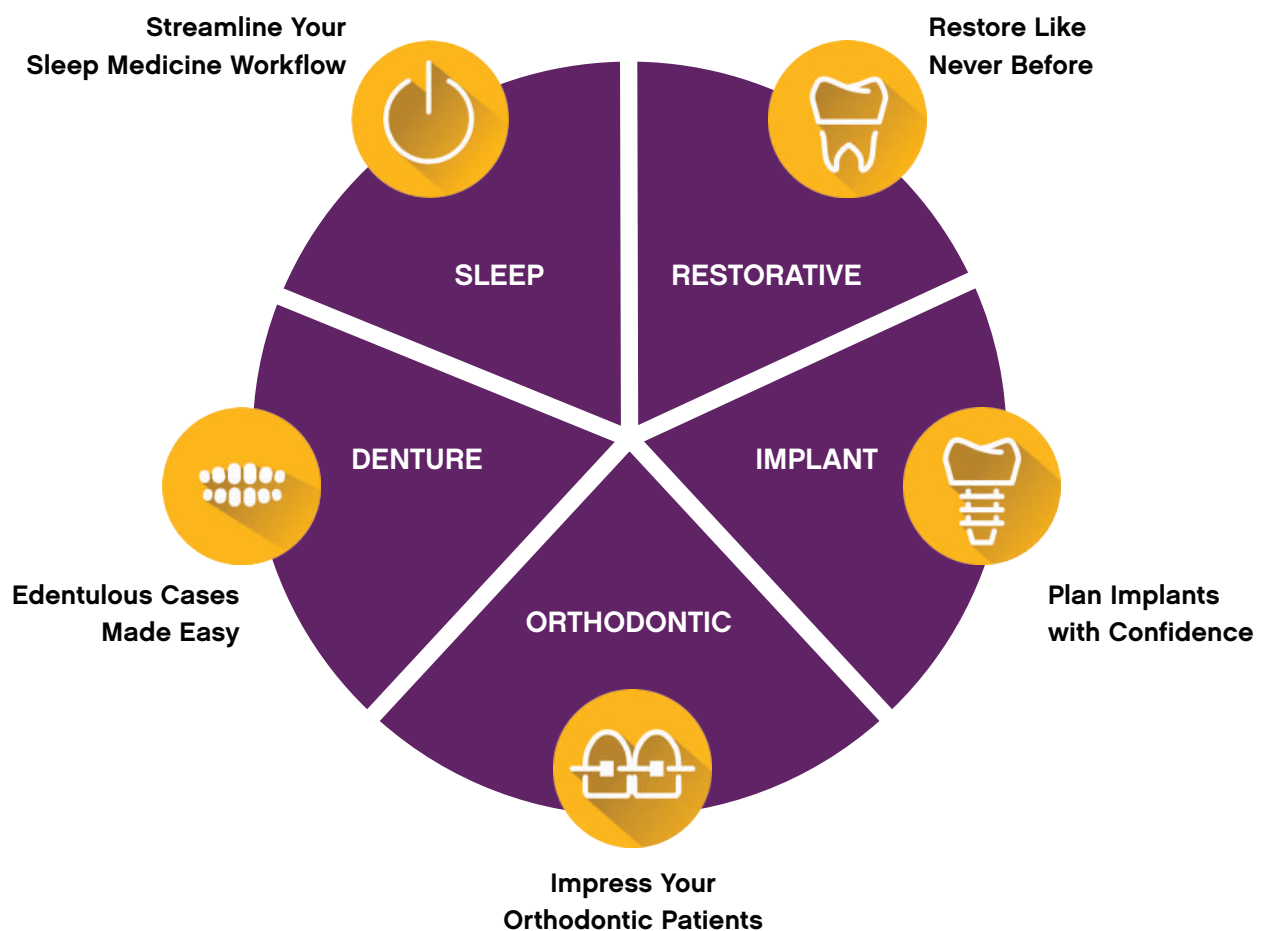 Streamline Your
Sleep Medicine Workflow
Restore Like
Never Before
SLEEP
RESTORATIVE
DENTURE
IMPLANT
Edentulous Cases
Made Easy
Plan Implants
with Confidence
ORTHODONTIC
Impress Your
Orthodontic Patients